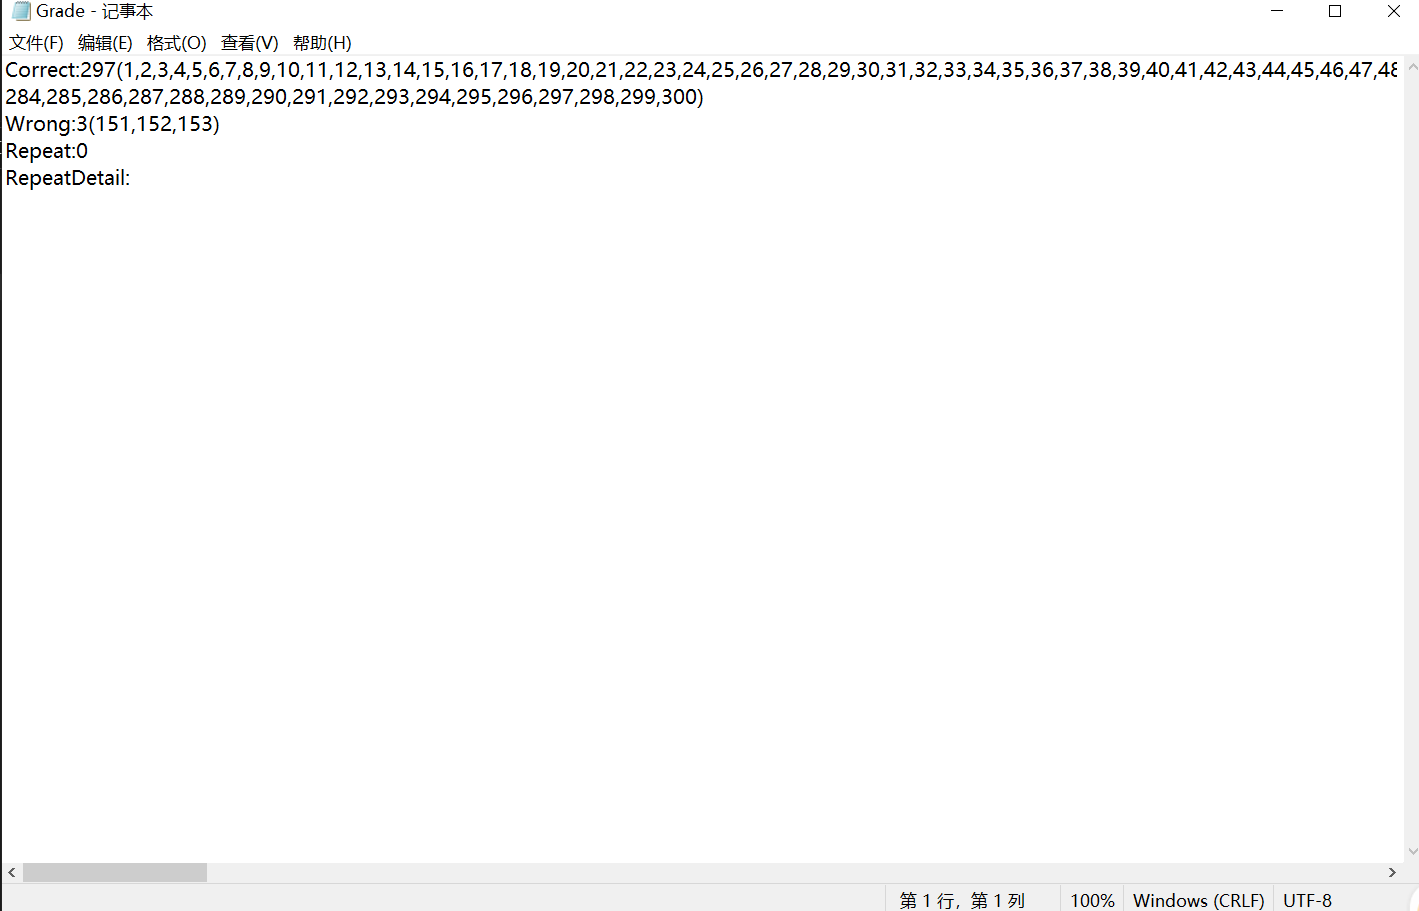 Grade - 记事本
文件(F) 编辑(E) 格式(O) 查看(V) 帮助(H)
Correct:297(1,2,3,4,5,6,7,8,9,10,11,12,13,14,15,16,17,18,19,20,21,22,23,24,25,26,27,28,29,30,31,32,33,34,35,36,37,38,39,40,41,42,43,44,45,46,47,48
284,285,286,287,288,289,290,291,292,293,294,295,296,297,298,299,300)
Wrong:3(151,152,153)
Repeat:0
RepeatDetail:
第 1 行，第 1 列 100% Windows (CRLF) UTF-8